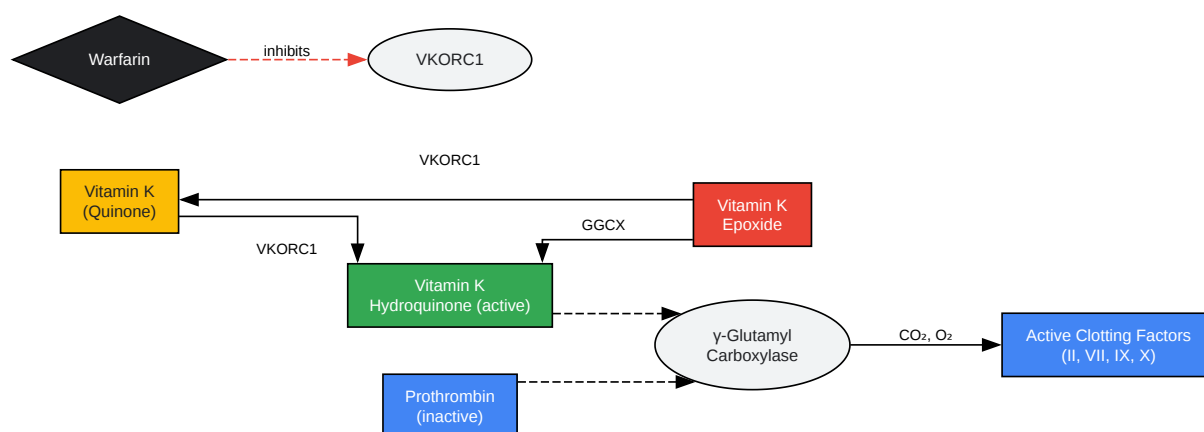 Warfarin
inhibits
VKORC1
VKORC1
Vitamin K
(Quinone)
Vitamin K
Epoxide
GGCX
VKORC1
Vitamin K
Hydroquinone (active)
γ-Glutamyl
Carboxylase
CO₂, O₂
Active Clotting Factors
(II, VII, IX, X)
Prothrombin
(inactive)